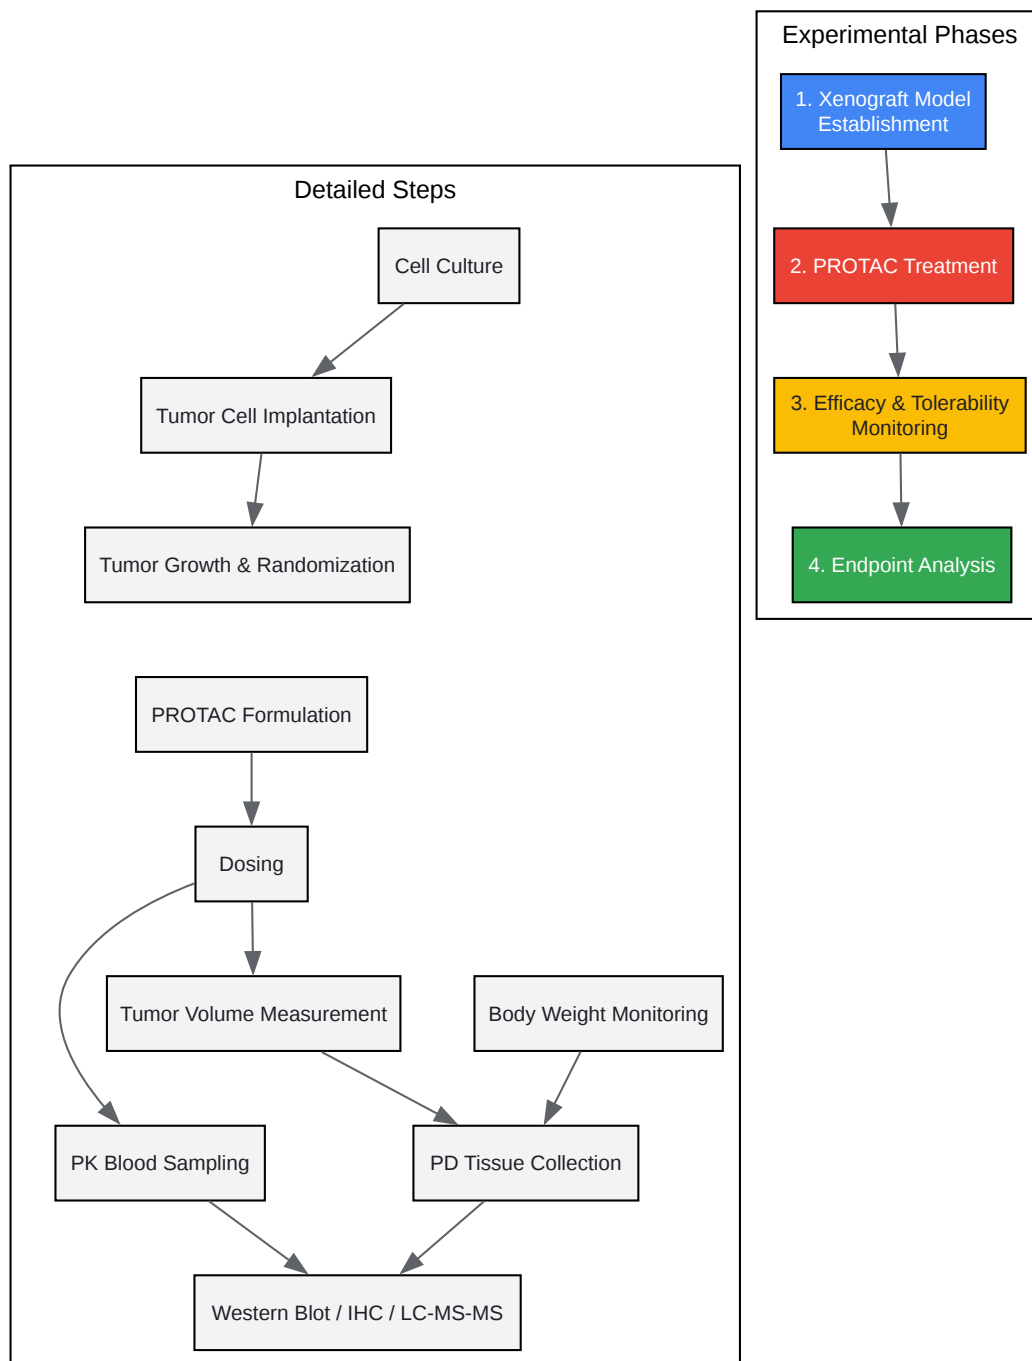 Experimental Phases
1. Xenograft Model
Establishment
2. PROTAC Treatment
3. Efficacy & Tolerability
Monitoring
4. Endpoint Analysis
Detailed Steps
Cell Culture
Tumor Cell Implantation
Tumor Growth & Randomization
PROTAC Formulation
Dosing
Tumor Volume Measurement
Body Weight Monitoring
PK Blood Sampling
PD Tissue Collection
Western Blot / IHC / LC-MS-MS